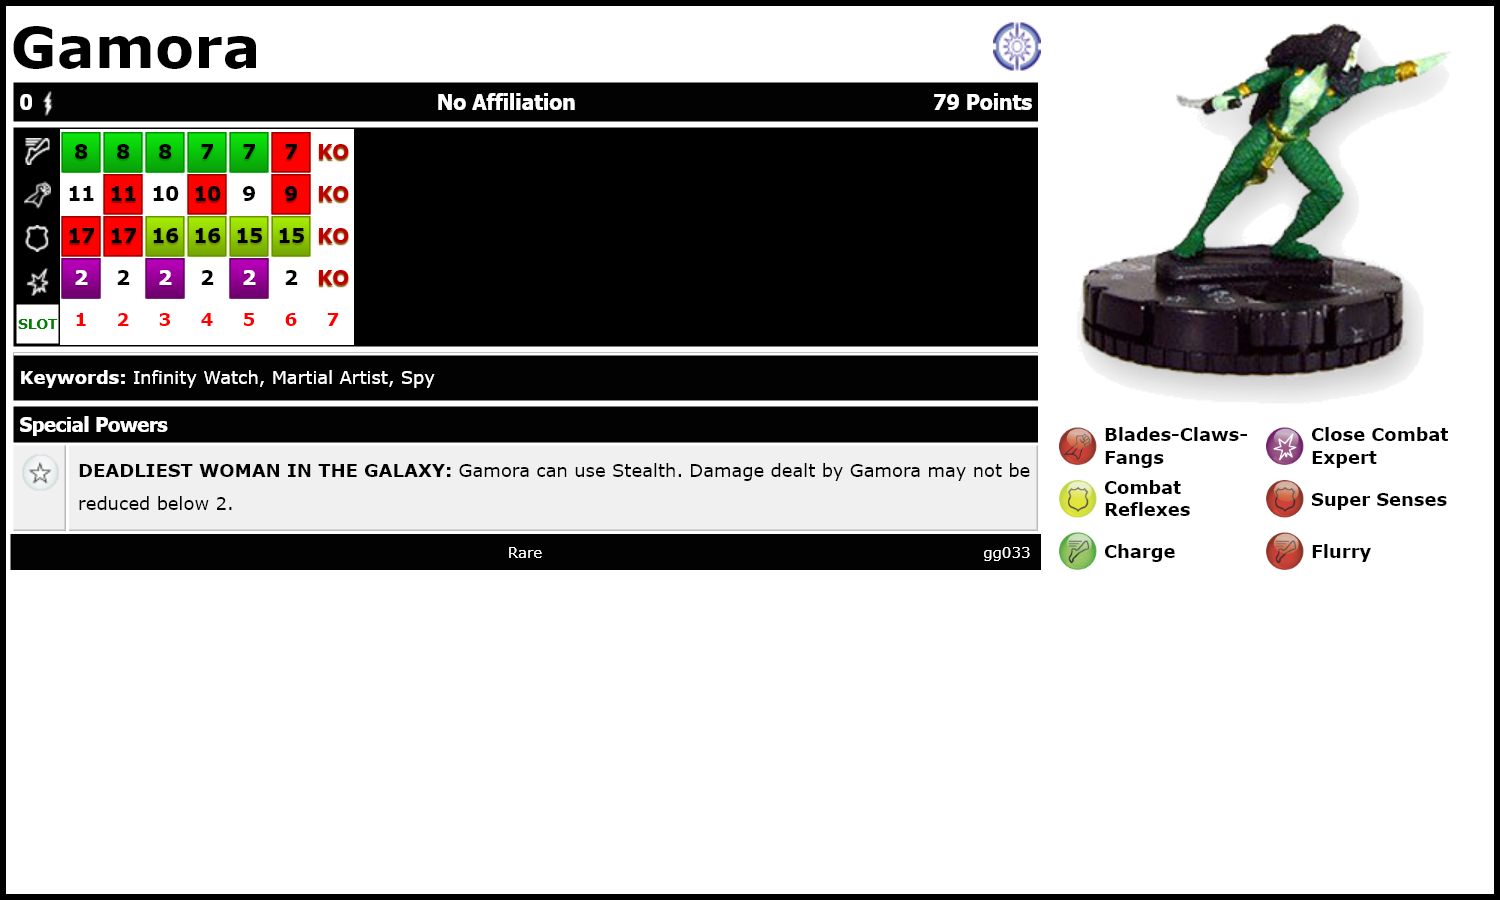 Gamora
0 No Affiliation 79 Points
8 8 8 7 7 7 KO
11 11 10 10 9 9 KO
17 17 16 16 15 15 KO
2 2 2 2 2 2 KO
SLOT 1 2 3 4 5 6 7
Keywords: Infinity Watch, Martial Artist, Spy
Special Powers
DEADLIEST WOMAN IN THE GALAXY: Gamora can use Stealth. Damage dealt by Gamora may not be
reduced below 2.
Rare gg033
Blades-Claws-
Fangs
Close Combat
Expert
Combat
Reflexes
Super Senses
Charge
Flurry